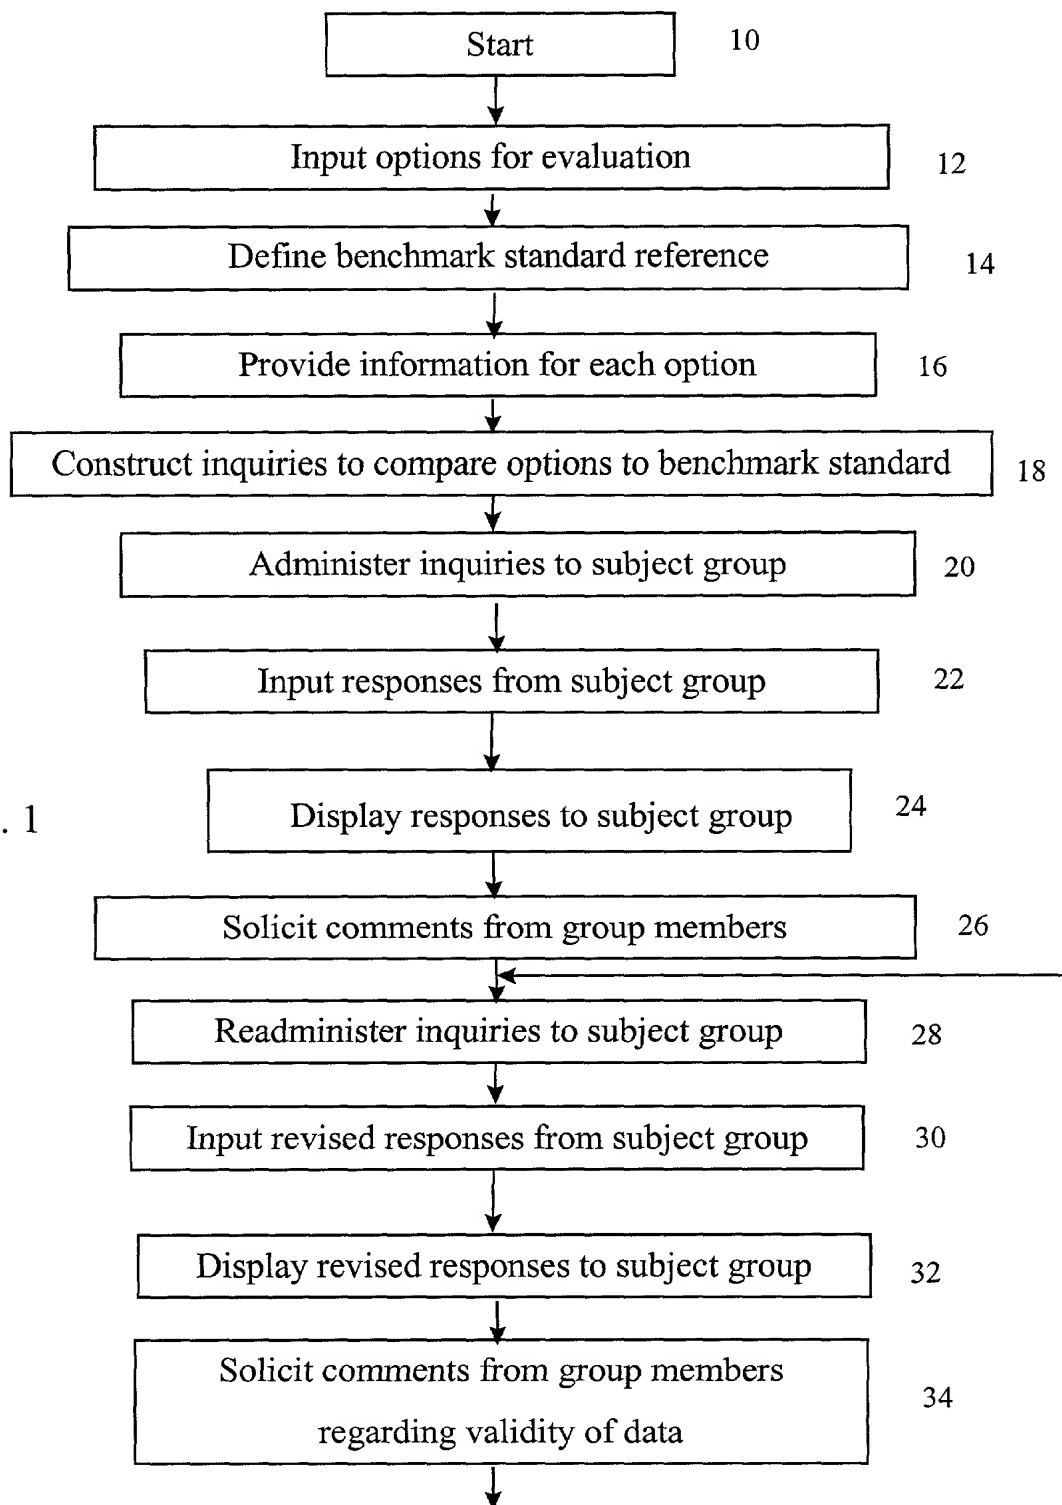 Start
10
Input options for evaluation
12
Define benchmark standard reference
14
Provide information for each option
16
Construct inquiries to compare options to benchmark standard
18
Administer inquiries to subject group
20
Input responses from subject group
22
Display responses to subject group
24
. 1
Solicit comments from group members
26
Readminister inquiries to subject group
28
Input revised responses from subject group
30
Display revised responses to subject group
32
Solicit comments from group members
regarding validity of data
34